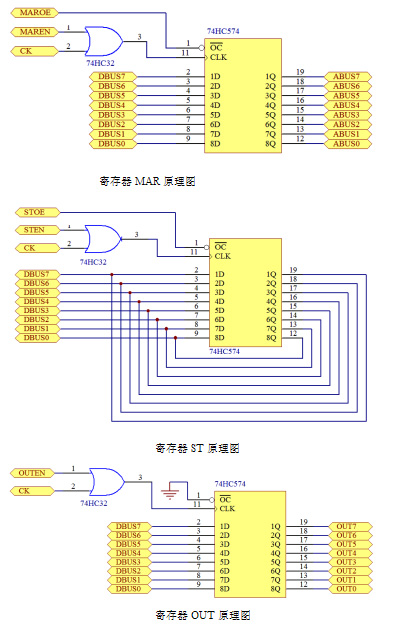 MAROE
74HC574
MAREN 1
3 1 OC
CK 2 11 CLK
74HC32
DBUS7 2 1D 1Q 19 ABUS7
DBUS6 3 2D 2Q 18 ABUS6
DBUS5 4 3D 3Q 17 ABUS5
DBUS4 5 4D 4Q 16 ABUS4
DBUS3 6 5D 5Q 15 ABUS3
DBUS2 7 6D 6Q 14 ABUS2
DBUS1 8 7D 7Q 13 ABUS1
DBUS0 9 8D 8Q 12 ABUS0
寄存器 MAR 原理图
STOE
STEN 1
3 1 OC
CK 2 11 CLK
74HC32
DBUS7 2 1D 1Q 19
DBUS6 3 2D 2Q 18
DBUS5 4 3D 3Q 17
DBUS4 5 4D 4Q 16
DBUS3 6 5D 5Q 15
DBUS2 7 6D 6Q 14
DBUS1 8 7D 7Q 13
DBUS0 9 8D 8Q 12
74HC574
寄存器 ST 原理图
OUTEN 1
74HC574
3 1 OC
CK 2 11 CLK
74HC32
DBUS7 2 1D 1Q 19 OUT7
DBUS6 3 2D 2Q 18 OUT6
DBUS5 4 3D 3Q 17 OUT5
DBUS4 5 4D 4Q 16 OUT4
DBUS3 6 5D 5Q 15 OUT3
DBUS2 7 6D 6Q 14 OUT2
DBUS1 8 7D 7Q 13 OUT1
DBUS0 9 8D 8Q 12 OUT0
寄存器 OUT 原理图